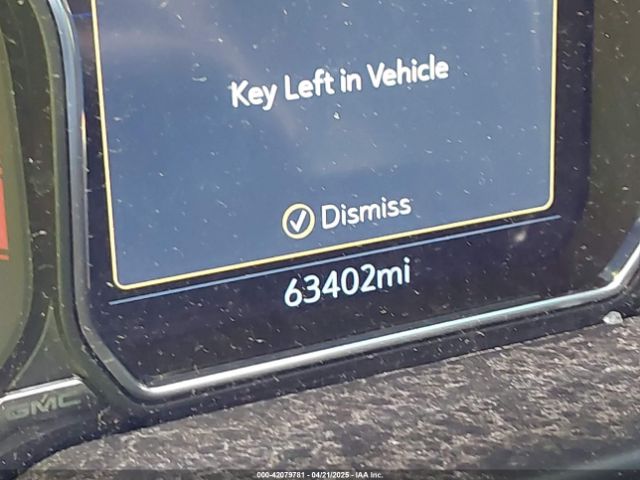 Key Left in Vehicle
Dismiss
63402mi
GMC
000-42079781 - 04/21/2025 - IAA Inc.